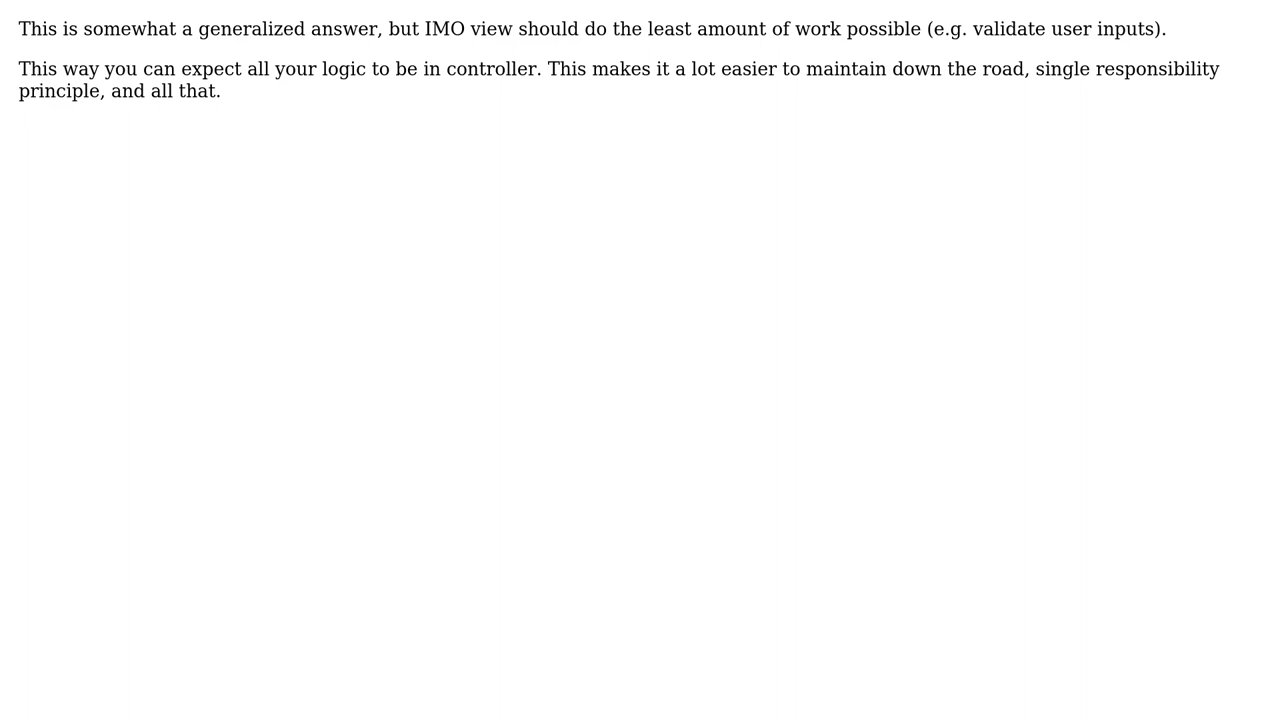 This is somewhat a generalized answer, but IMO view should do the least amount of work possible (e.g. validate user inputs).
This way you can expect all your logic to be in controller. This makes it a lot easier to maintain down the road, single responsibility
principle, and all that.